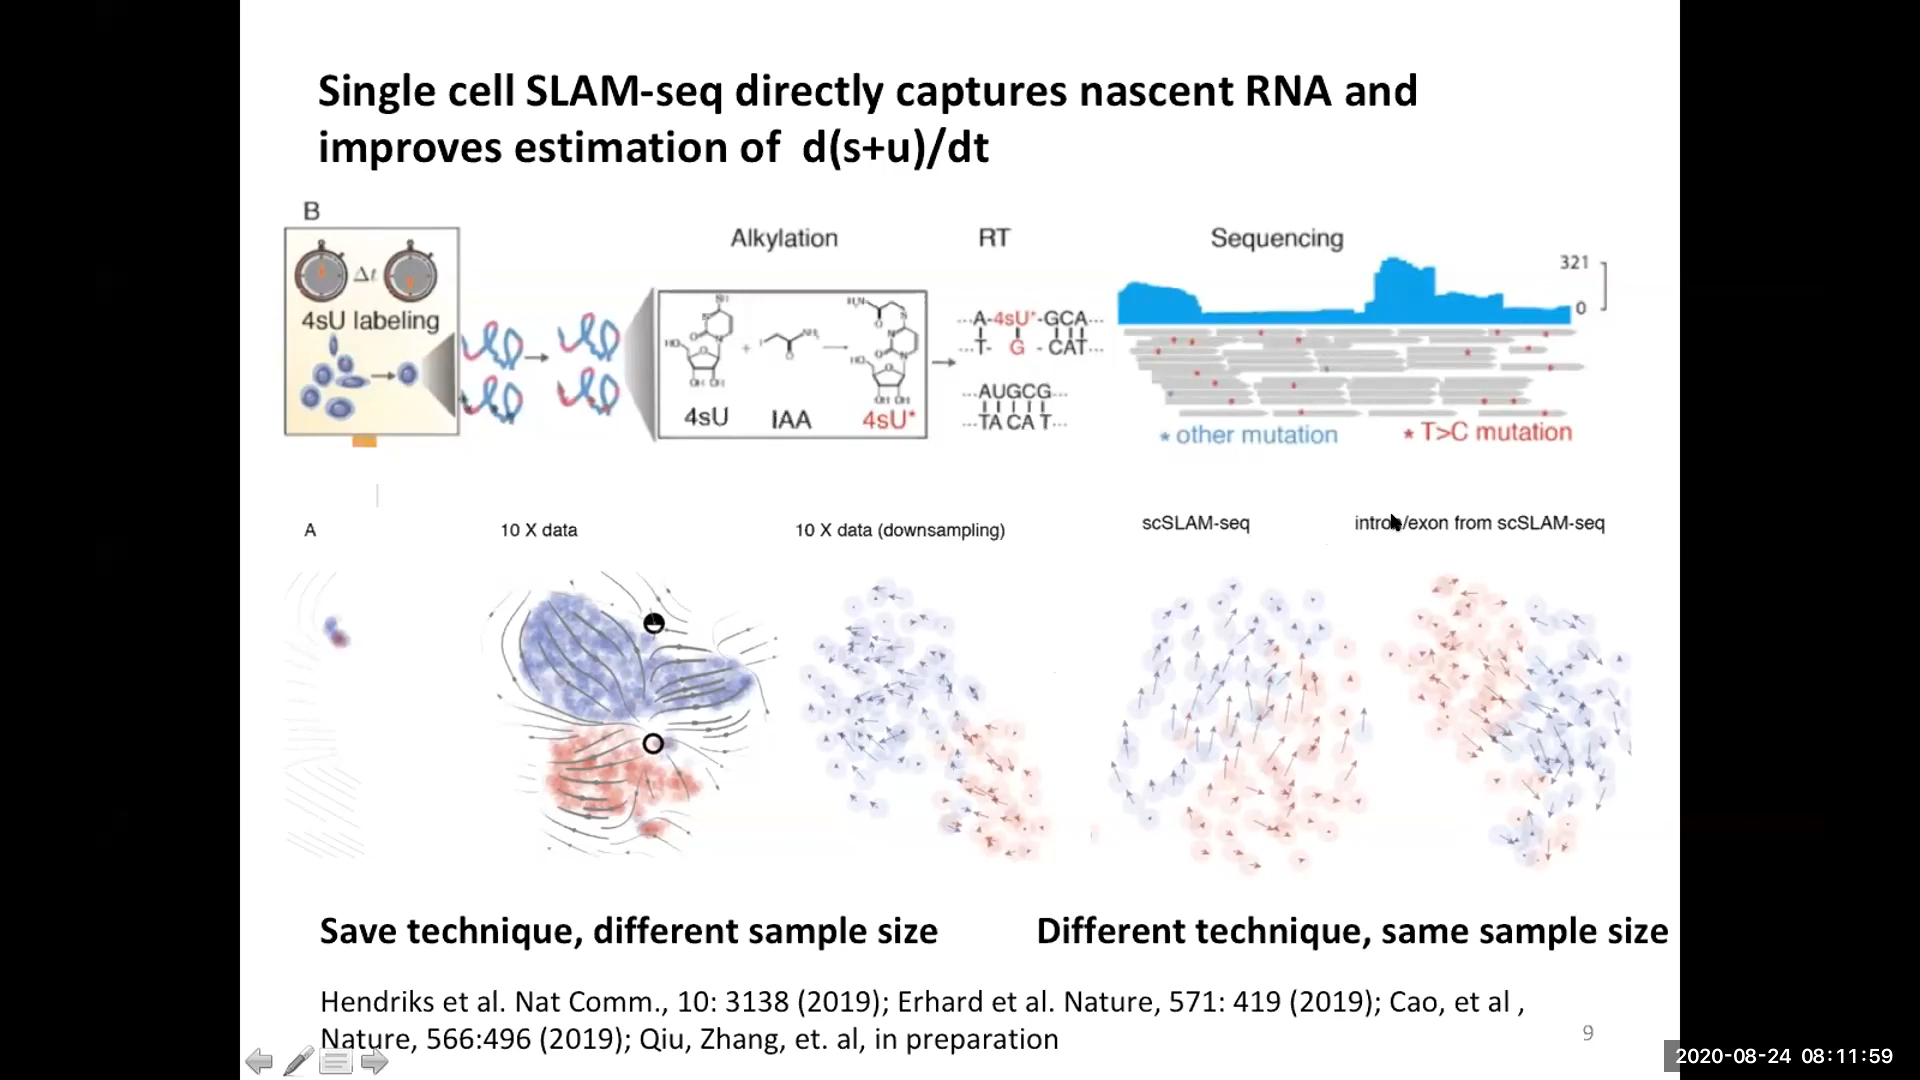 Single cell SLAM-seq directly captures nascent RNA and
improves estimation of d(s+u)/dt
B
Δt
4sU labeling
Alkylation
4sU
IAA
4sU*
RT
···A-4sU*-GCA···
···T- G - CAT···
···AUGCG···
···TA CA T···
Sequencing
321
0
* other mutation
* T>C mutation
A
10 X data
10 X data (downsampling)
scSLAM-seq
/exon from scSLAM-seq
Save technique, different sample size
Different technique, same sample size
Hendriks et al. Nat Comm., 10: 3138 (2019); Erhard et al. Nature, 571: 419 (2019); Cao, et al ,
Nature, 566:496 (2019); Qiu, Zhang, et. al, in preparation
9
2020-08-24 08:11:59